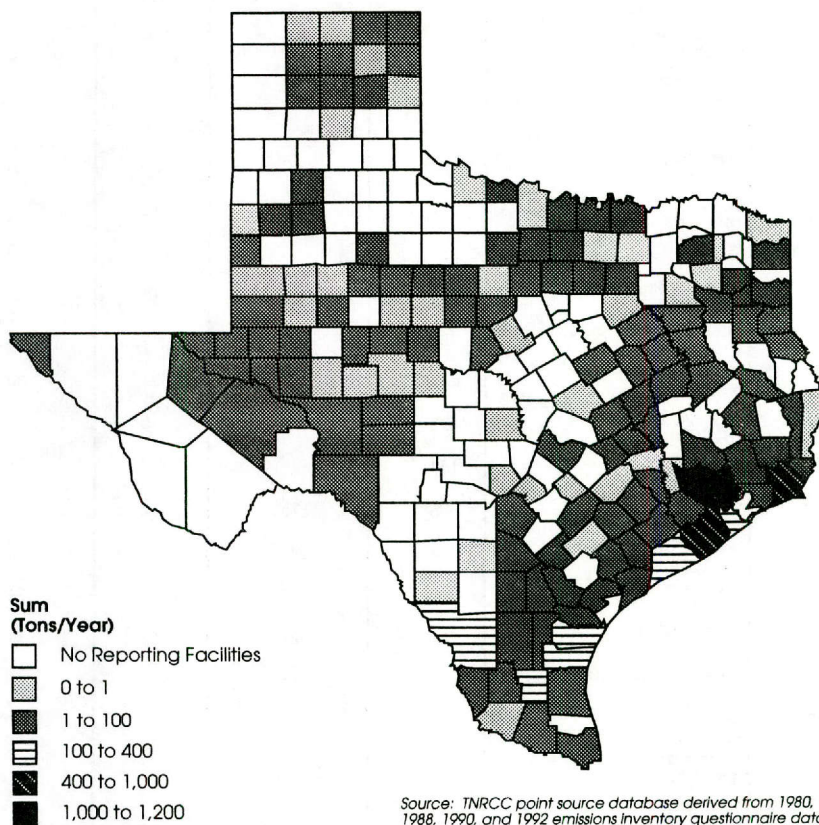 Sum
(Tons/Year)
No Reporting Facilities
0 to 1
1 to 100
100 to 400
400 to 1,000
1,000 to 1,200
Source: TNRCC point source database derived from 1980,
1988, 1990, and 1992 emissions inventory questionnaire data